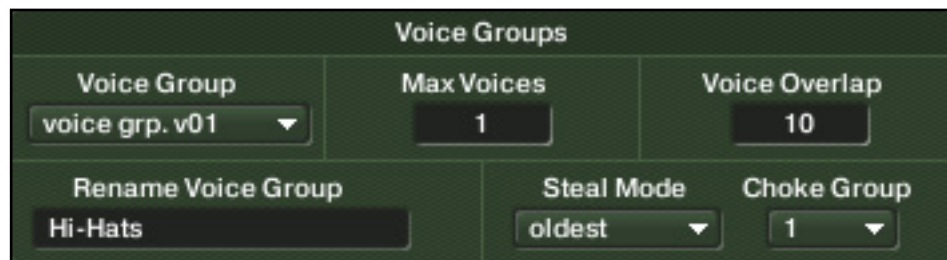 Voice Groups
Voice Group Max Voices Voice Overlap
voice grp. v01 1 10
Rename Voice Group Steal Mode Choke Group
Hi-Hats oldest 1